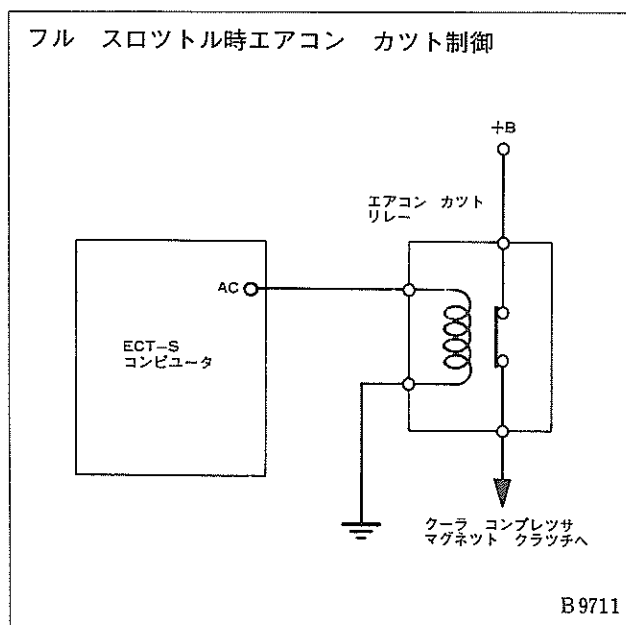 フル　スロツトル時エアコン　カツト制御
+B
エアコン　カツト
リレー
AC
ECT-S
コンピユータ
クーラ　コンプレツサ
マグネツト　クラツチへ
B9711